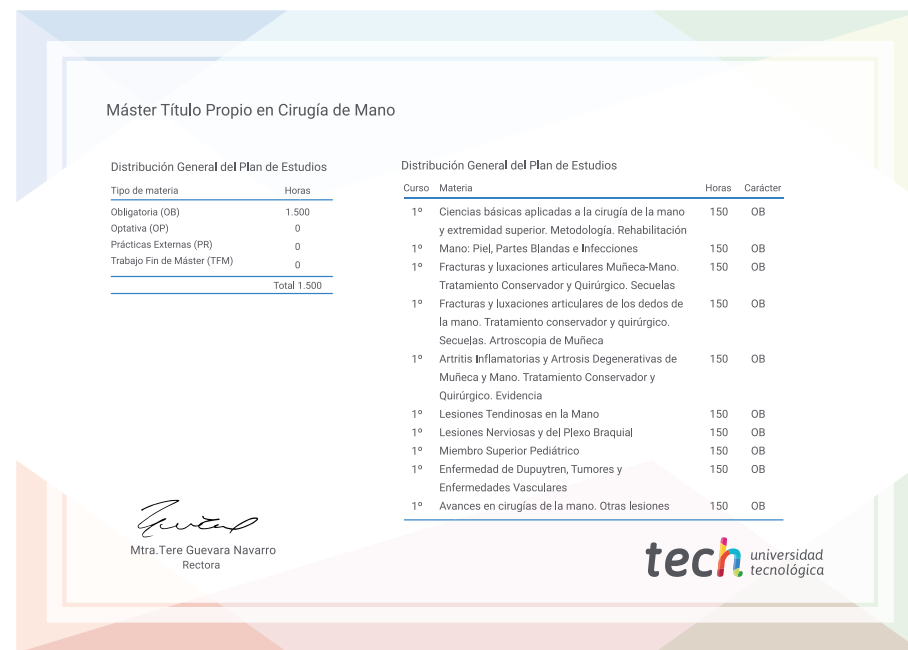 Máster Título Propio en Cirugía de Mano
Distribución General del Plan de Estudios
Tipo de materia Horas
Obligatoria (OB) 1.500
Optativa (OP) 0
Prácticas Externas (PR) 0
Trabajo Fin de Máster (TFM) 0
Total 1.500
Distribución General del Plan de Estudios
Curso Materia Horas Carácter
1º Ciencias básicas aplicadas a la cirugía de la mano 150 OB
y extremidad superior. Metodología. Rehabilitación
1º Mano: Piel, Partes Blandas e Infecciones 150 OB
1º Fracturas y luxaciones articulares Muñeca-Mano. 150 OB
Tratamiento Conservador y Quirúrgico. Secuelas
1º Fracturas y luxaciones articulares de los dedos de 150 OB
la mano. Tratamiento conservador y quirúrgico.
Secuelas. Artroscopia de Muñeca
1º Artritis Inflamatorias y Artrosis Degenerativas de 150 OB
Muñeca y Mano. Tratamiento Conservador y
Quirúrgico. Evidencia
1º Lesiones Tendinosas en la Mano 150 OB
1º Lesiones Nerviosas y del Plexo Braquial 150 OB
1º Miembro Superior Pediátrico 150 OB
1º Enfermedad de Dupuytren, Tumores y 150 OB
Enfermedades Vasculares
1º Avances en cirugías de la mano. Otras lesiones 150 OB
Mtra.Tere Guevara Navarro
Rectora
tech universidad
tecnológica